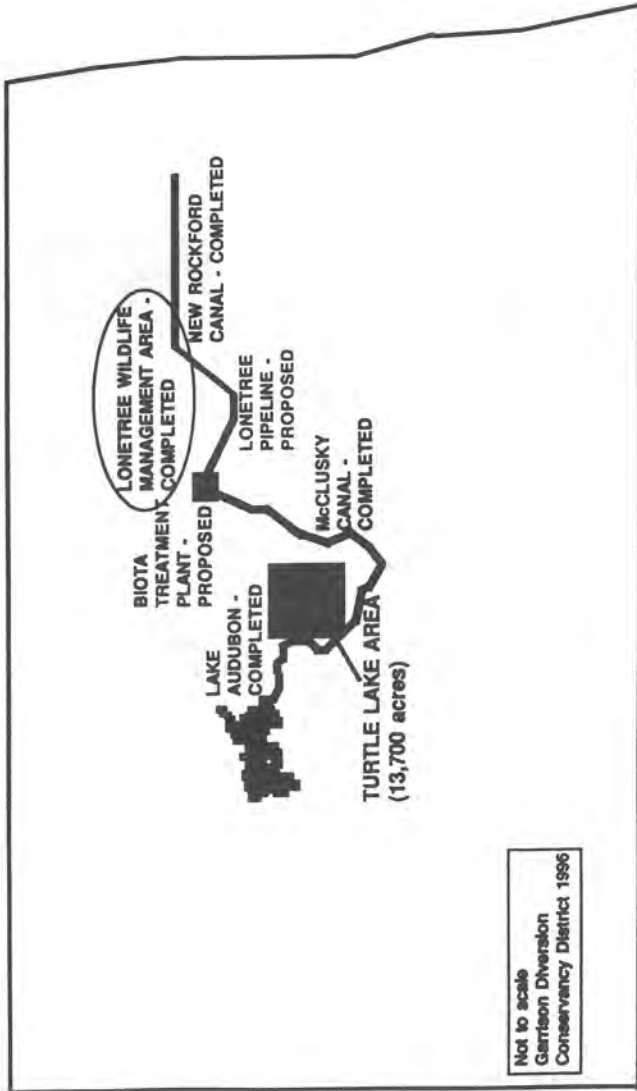 LONETREE WILDLIFE
MANAGEMENT AREA -
COMPLETED
BIOTA
TREATMENT
PLANT -
PROPOSED
NEW ROCKFORD
CANAL - COMPLETED
LONETREE
PIPELINE -
PROPOSED
LAKE
AUDUBON -
COMPLETED
McCLUSKY
CANAL -
COMPLETED
TURTLE LAKE AREA
(13,700 acres)
Not to scale
Garrison Diversion
Conservancy District 1996